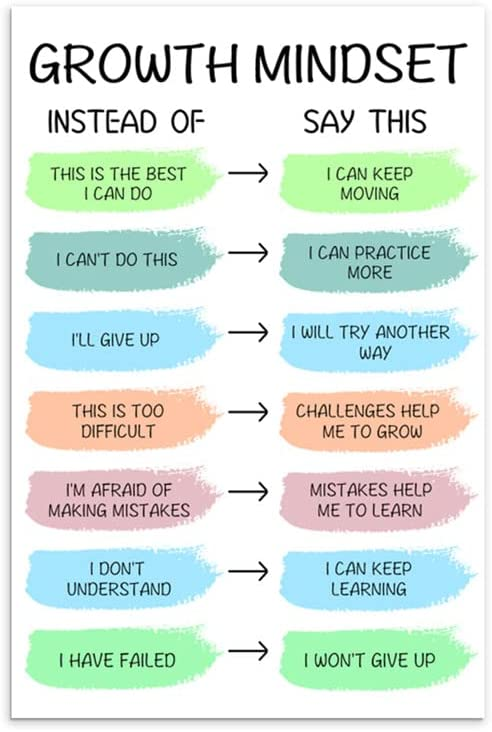 GROWTH MINDSET
INSTEAD OF
SAY THIS
THIS IS THE BEST
I CAN DO
I CAN KEEP
MOVING
I CAN'T DO THIS
I CAN PRACTICE
MORE
I'LL GIVE UP
I WILL TRY ANOTHER
WAY
THIS IS TOO
DIFFICULT
CHALLENGES HELP
ME TO GROW
I'M AFRAID OF
MAKING MISTAKES
MISTAKES HELP
ME TO LEARN
I DON'T
UNDERSTAND
I CAN KEEP
LEARNING
I HAVE FAILED
I WON'T GIVE UP